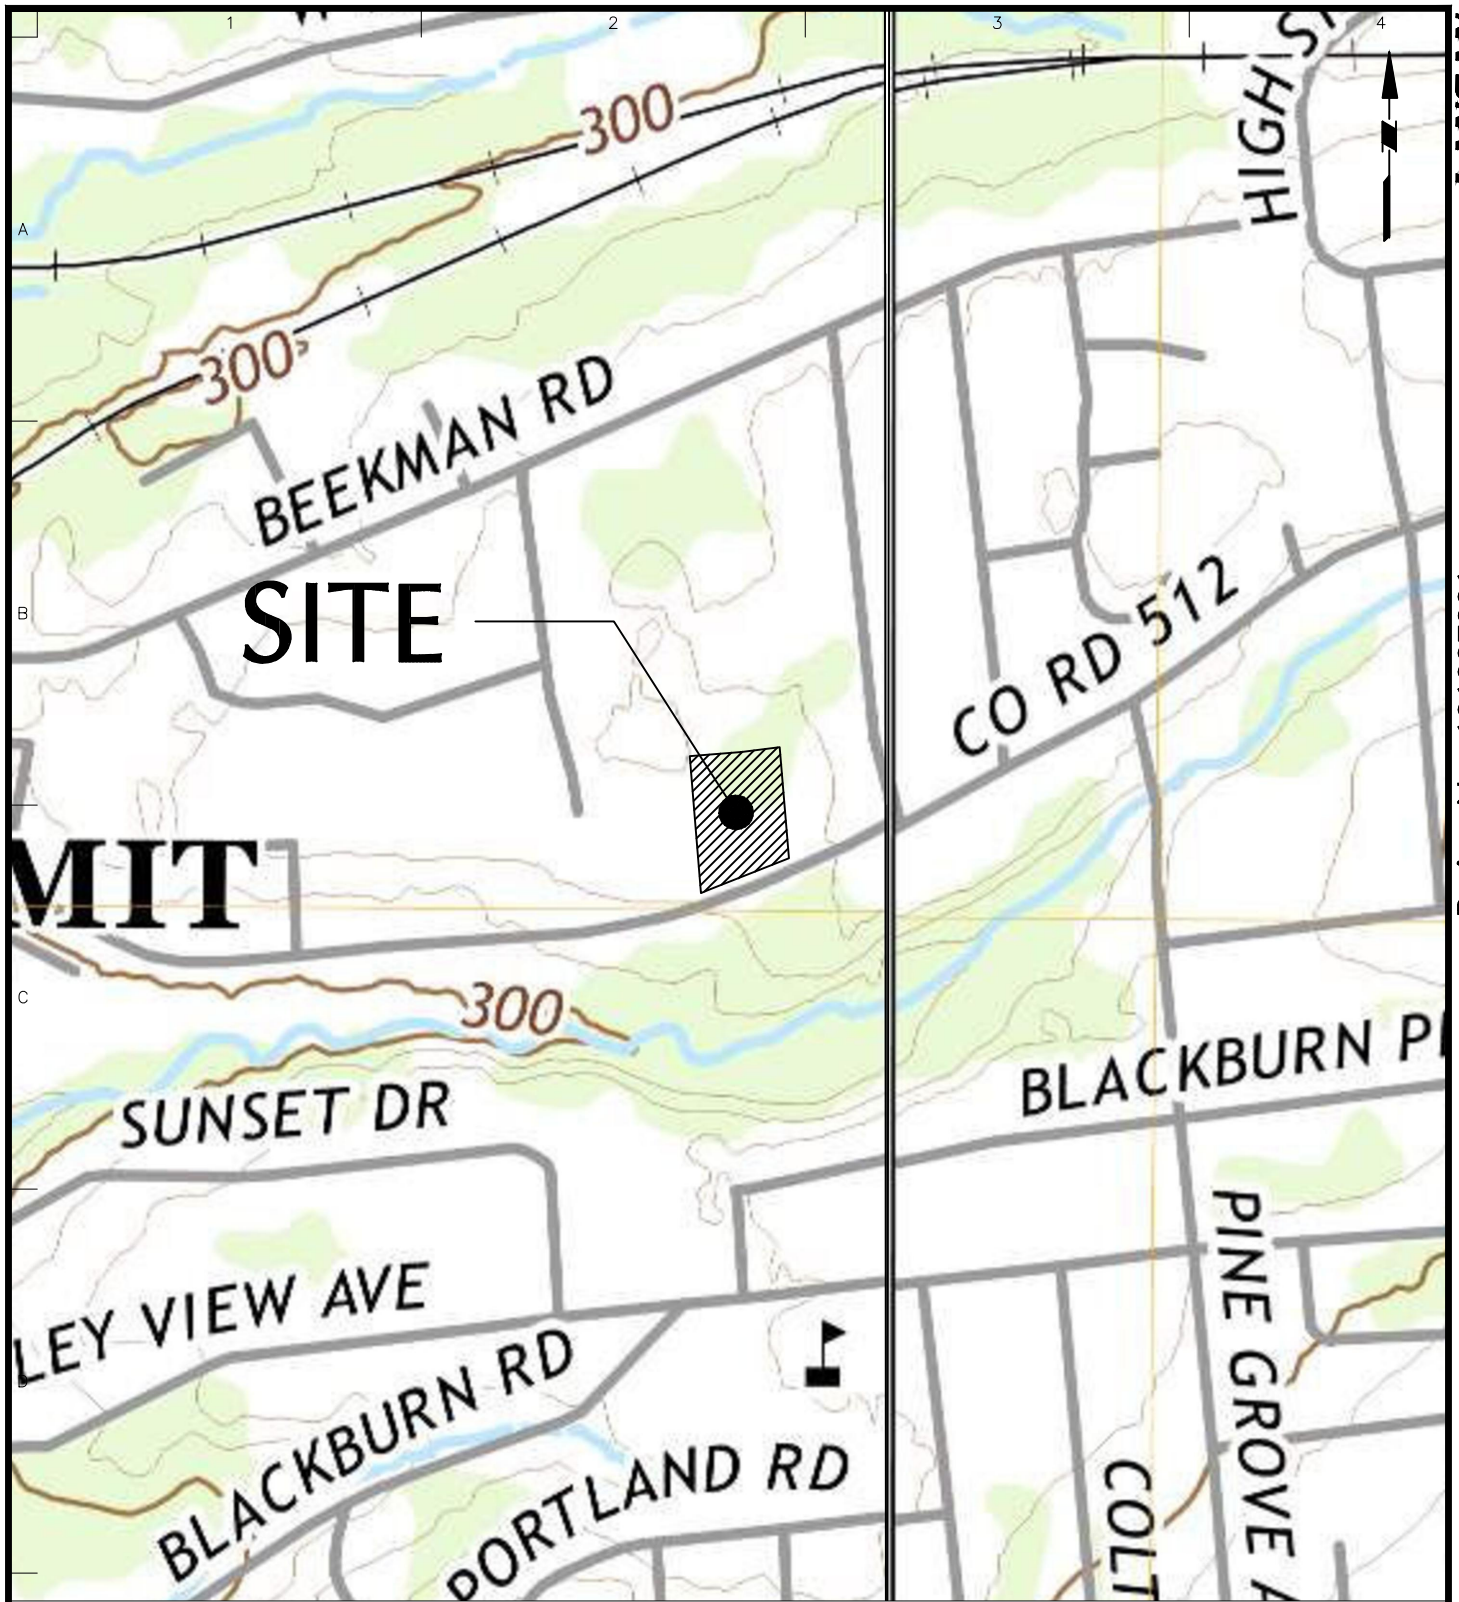 1 2 3 4
HIGH ST
300
A
300
BEEKMAN RD
SITE
B
CO RD 512
MIT
C
300
BLACKBURN PL
SUNSET DR
LEY VIEW AVE
PINE GROVE A
BLACKBURN RD
PORTLAND RD
COLT